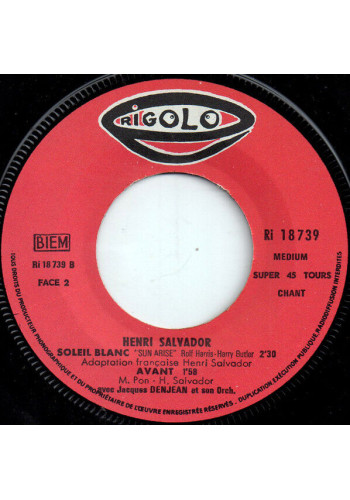 RIGOLO
BIEM
Ri 18 739 B
FACE 2
Ri 18739
MEDIUM
SUPER 45 TOURS
CHANT
HENRI SALVADOR
SOLEIL BLANC "SUN ARISE" Rolf Harris-Harry Butler 2'30
Adaptation française Henri Salvador
AVANT 1'58
M. Pon - H. Salvador
avec Jacques DENJEAN et son Orch.
TOUS DROITS DU PRODUCTEUR PHONOGRAPHIQUE ET DU PROPRIÉTAIRE DE L'ŒUVRE ENREGISTRÉE RÉSERVÉS. DUPLICATION EXÉCUTION PUBLIQUE RADIODIFFUSION INTERDITES